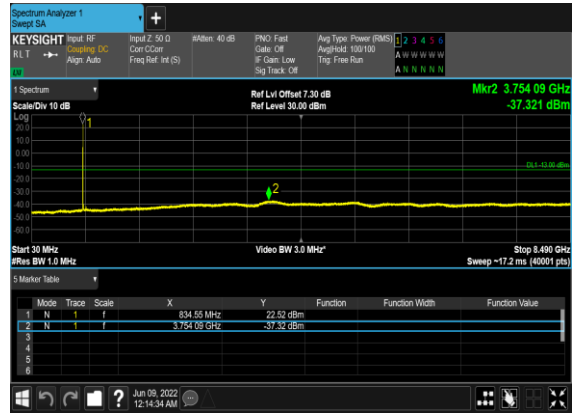 Spectrum Analyzer 1
Swept SA
KEYSIGHT Input: RF Input Z: 50 Ω #Atten: 40 dB PNO: Fast Avg Type: Power (RMS) 1 2 3 4 5 6
RLT Coupling: DC Corr CCorr Gate: Off Avg|Hold: 100/100 A W W W W W
Align: Auto Freq Ref: Int (S) IF Gain: Low Trig: Free Run
Sig Track: Off A N N N N N
1 Spectrum Ref Lvl Offset 7.30 dB Mkr2 3.754 09 GHz
Scale/Div 10 dB Ref Level 30.00 dBm -37.321 dBm
Log
20.0
1
10.0
0.00
-10.0
DL1 -13.00 dBm
-20.0
-30.0
2
-40.0
-50.0
-60.0
Start 30 MHz Video BW 3.0 MHz* Stop 8.490 GHz
#Res BW 1.0 MHz Sweep ~17.2 ms (40001 pts)
5 Marker Table
Mode Trace Scale X Y Function Function Width Function Value
1 N 1 f 834.55 MHz 22.52 dBm
2 N 1 f 3.754 09 GHz -37.32 dBm
3
4
5
6
? Jun 09, 2022
12:14:34 AM